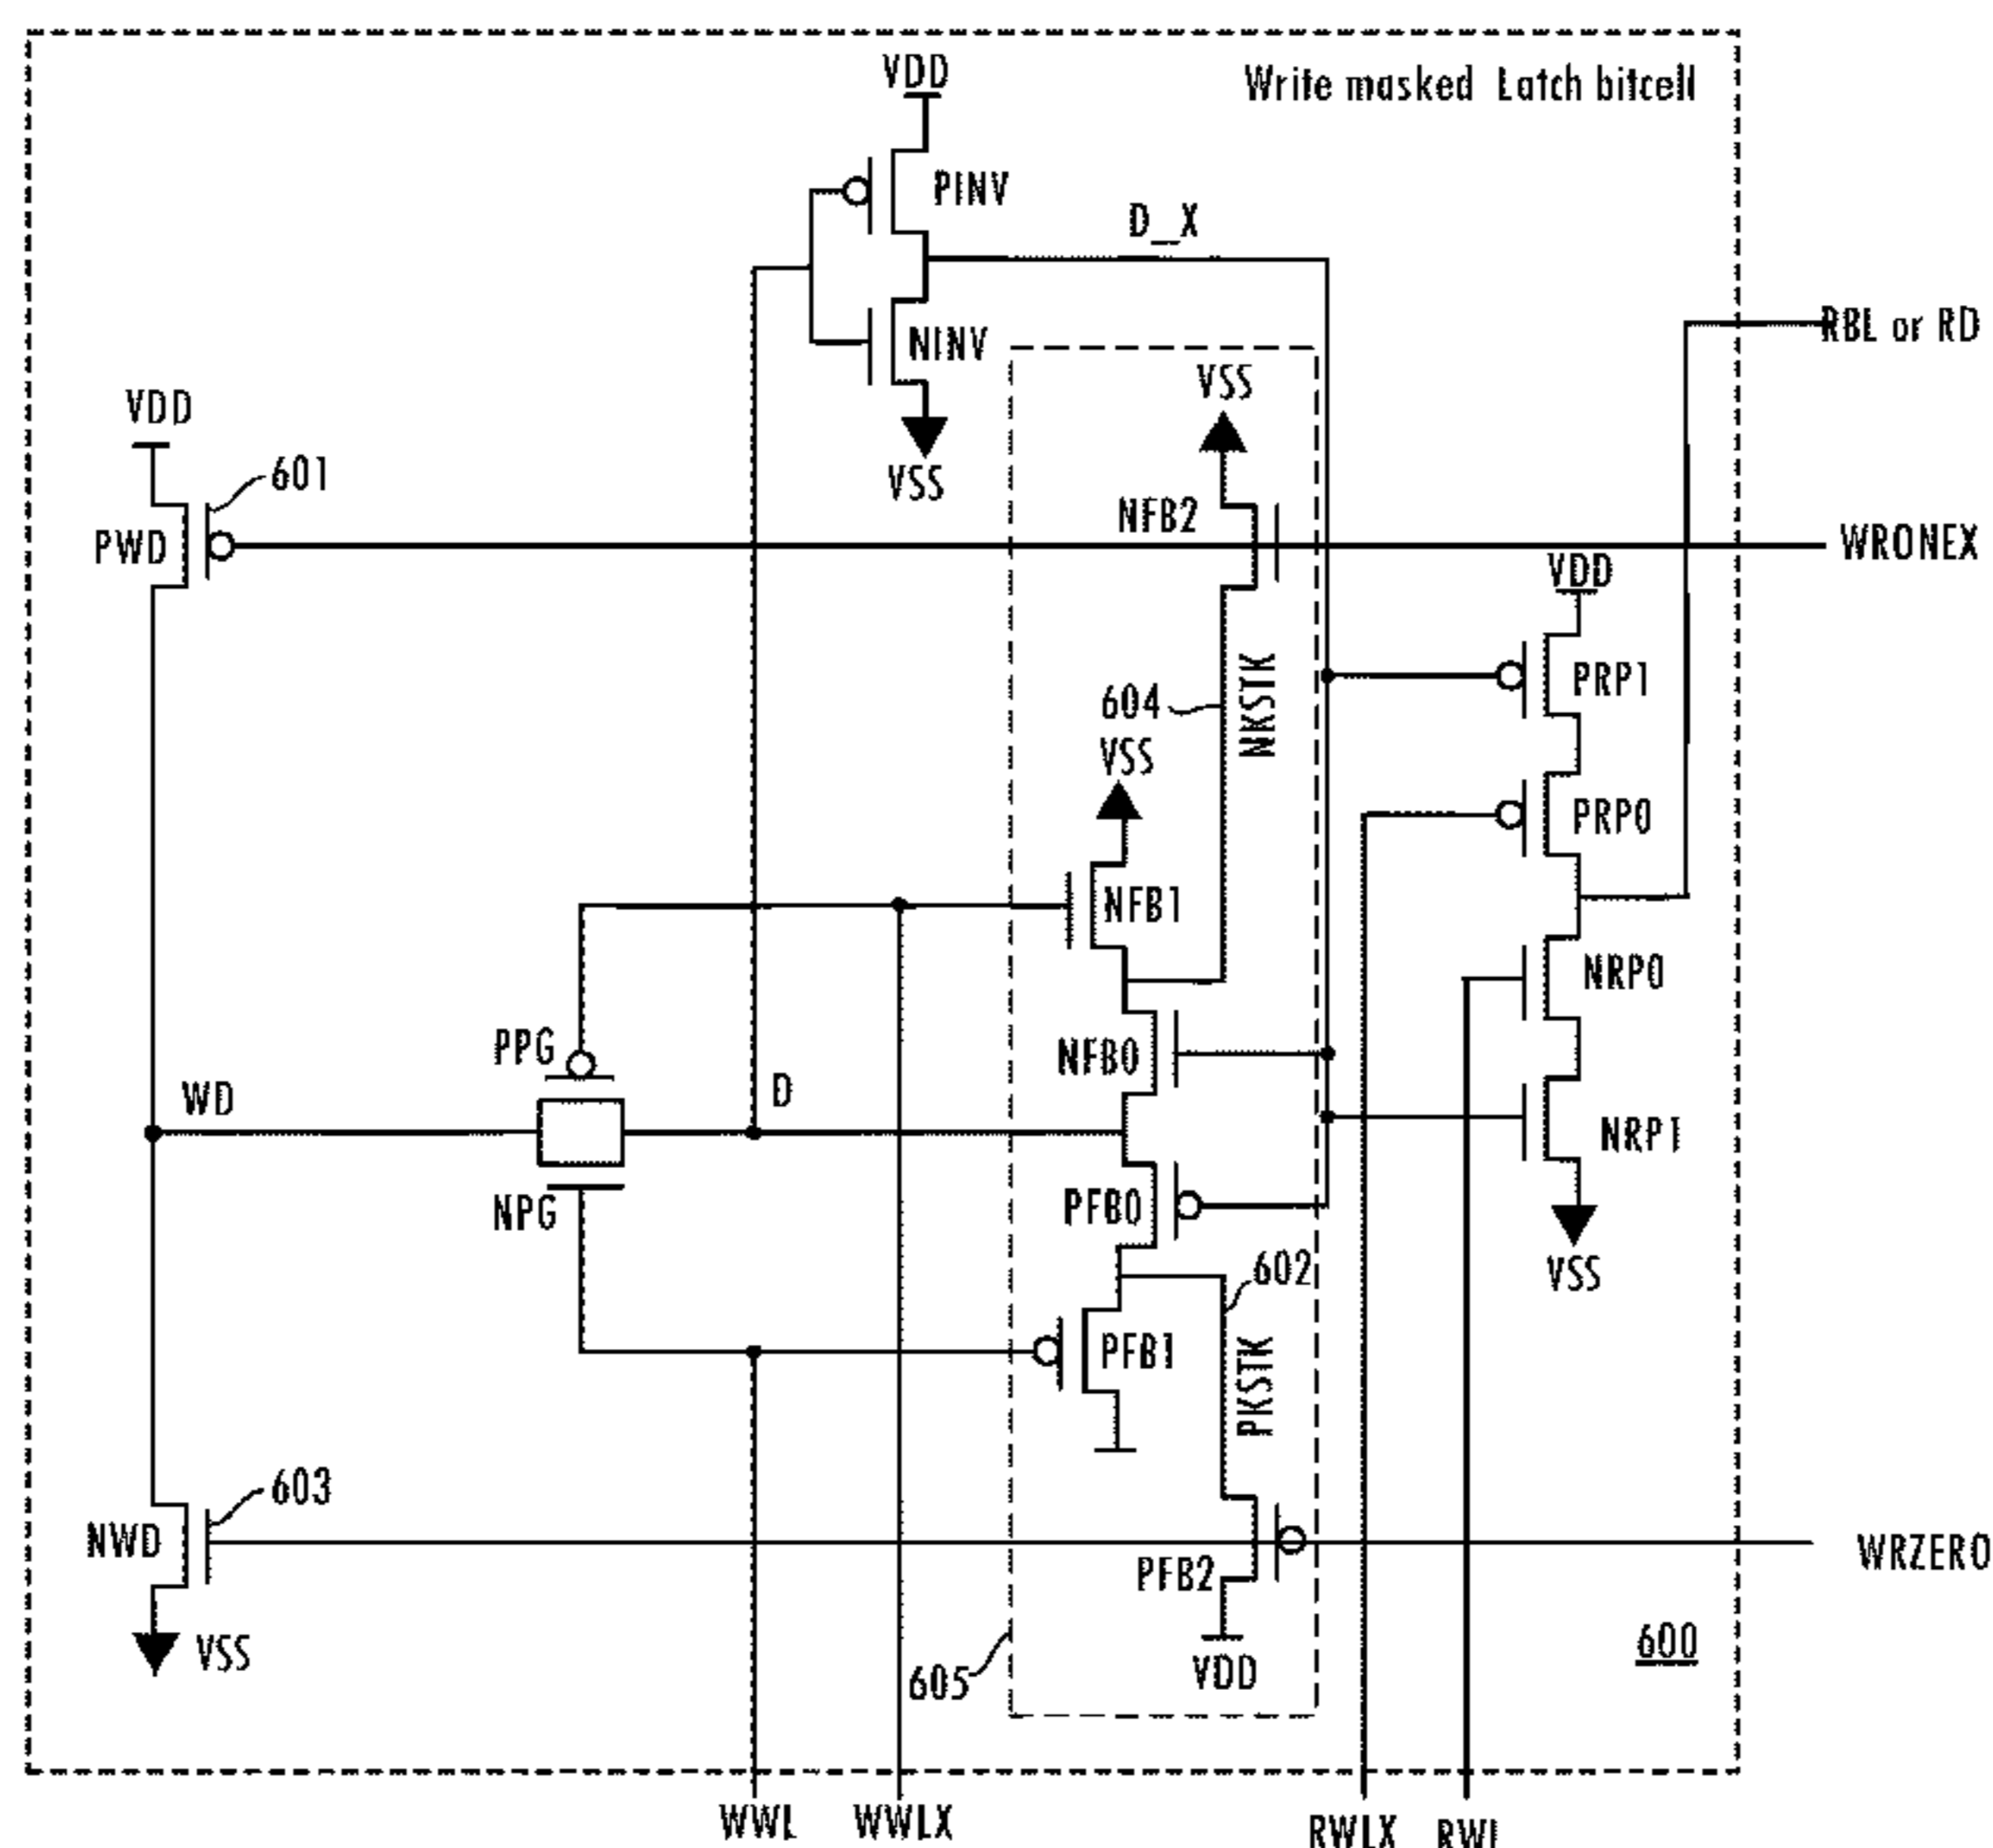 VDD
Write masked Latch bitcell
PINV
D_X
NINV
RBL or RD
VSS
VDD
601
VSS
NFB2
PWD
WRONEX
VDD
604
NKSTK
PRP1
VSS
PRP0
NFB1
NRP0
PPG
NFB0
WD
D
NRP1
NPG
PFB0
602
VSS
PFB1
PKSTK
603
NWD
PFB2
WRZERO
VSS
600
605
VDD
WWL
WWLX
RWLX
RWL